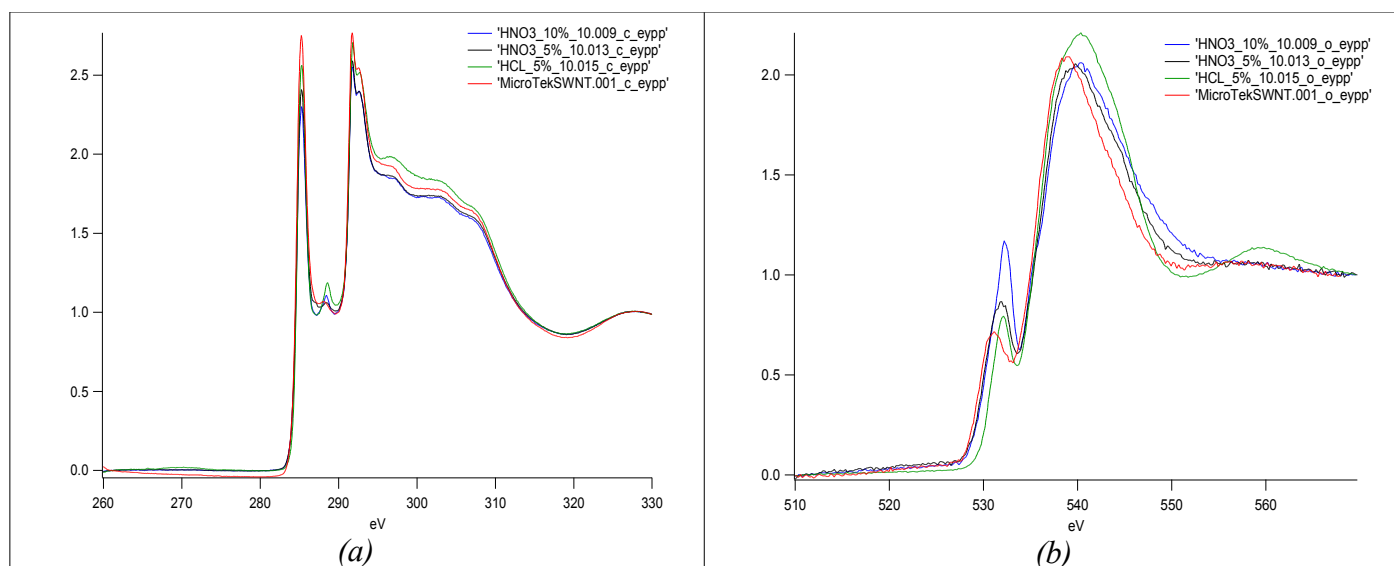 'HNO3_10%_10.009_c_eypp'
'HNO3_5%_10.013_c_eypp'
'HCL_5%_10.015_c_eypp'
'MicroTekSWNT.001_c_eypp'
2.5
2.0
1.5
1.0
0.5
0.0
260 270 280 290 300 310 320 330
eV
(a)
'HNO3_10%_10.009_o_eypp'
'HNO3_5%_10.013_o_eypp'
'HCL_5%_10.015_o_eypp'
'MicroTekSWNT.001_o_eypp'
2.0
1.5
1.0
0.5
0.0
510 520 530 540 550 560
eV
(b)